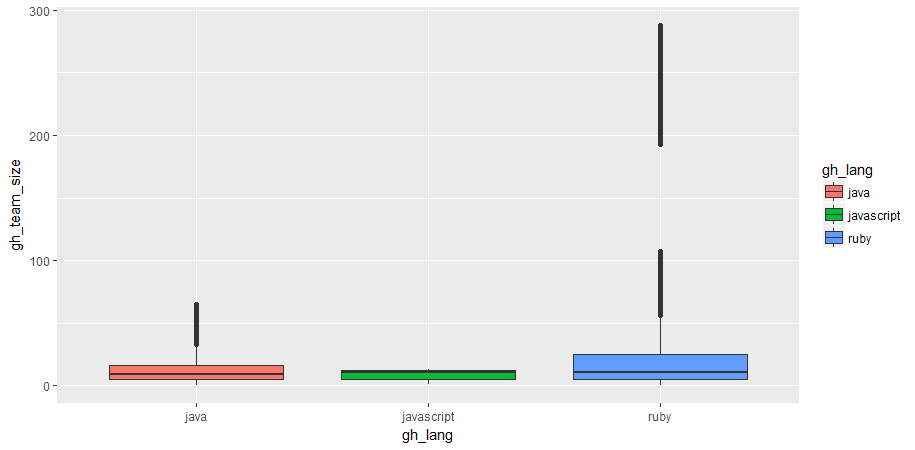 300
200
100
0
gh_team_size
java
javascript
ruby
gh_lang
gh_lang
java
javascript
ruby